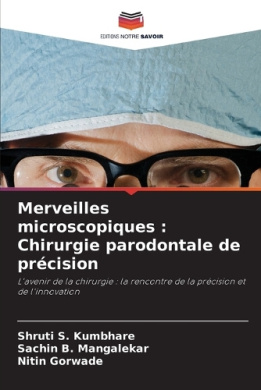 EDITIONS NOTRE SAVOIR
Merveilles
microscopiques :
Chirurgie parodontale de
précision
L'avenir de la chirurgie : la rencontre de la précision et
de l'innovation
Shruti S. Kumbhare
Sachin B. Mangalekar
Nitin Gorwade